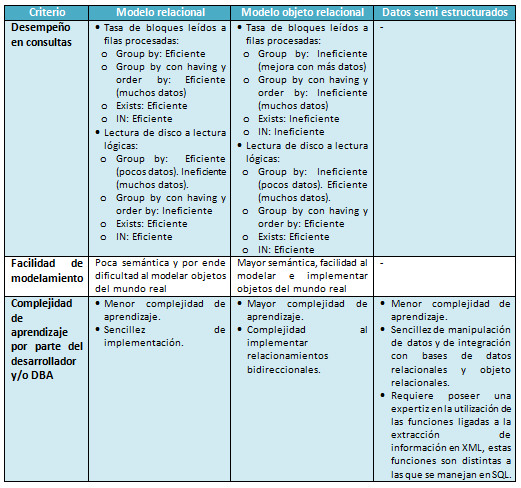 Criterio
Modelo relacional
Modelo objeto relacional
Datos semi estructurados
Desempeño
en consultas
• Tasa de bloques leídos a
filas procesadas:
o Group by: Eficiente
o Group by con having y
order by: Eficiente
(muchos datos)
o Exists: Eficiente
o IN: Eficiente
• Lectura de disco a lectura
lógicas:
o Group by: Eficiente
(pocos datos). Ineficiente
(muchos datos).
o Group by con having y
order by: Ineficiente
o Exists: Eficiente
o IN: Eficiente
• Tasa de bloques leídos a
filas procesadas:
o Group by: Ineficiente
(mejora con más datos)
o Group by con having y
order by: Ineficiente
(muchos datos)
o Exists: Ineficiente
o IN: Ineficiente
• Lectura de disco a lectura
lógicas:
o Group by: Ineficiente
(pocos datos). Eficiente
(muchos datos).
o Group by con having y
order by: Eficiente
o Exists: Eficiente
o IN: Eficiente
-
Facilidad de
modelamiento
Poca semántica y por ende
dificultad al modelar objetos
del mundo real
Mayor semántica, facilidad al
modelar e implementar
objetos del mundo real
-
Complejidad
de
aprendizaje
por parte del
desarrollador
y/o DBA
• Menor complejidad de
aprendizaje.
• Sencillez de
implementación.
• Mayor complejidad de
aprendizaje.
• Complejidad al
implementar
relacionamientos
bidireccionales.
• Menor complejidad de
aprendizaje.
• Sencillez de manipulación
de datos y de integración
con bases de datos
relacionales y objeto
relacionales.
• Requiere poseer una
expertiz en la utilización de
las funciones ligadas a la
extracción de
información en XML, estas
funciones son distintas a
las que se manejan en SQL.